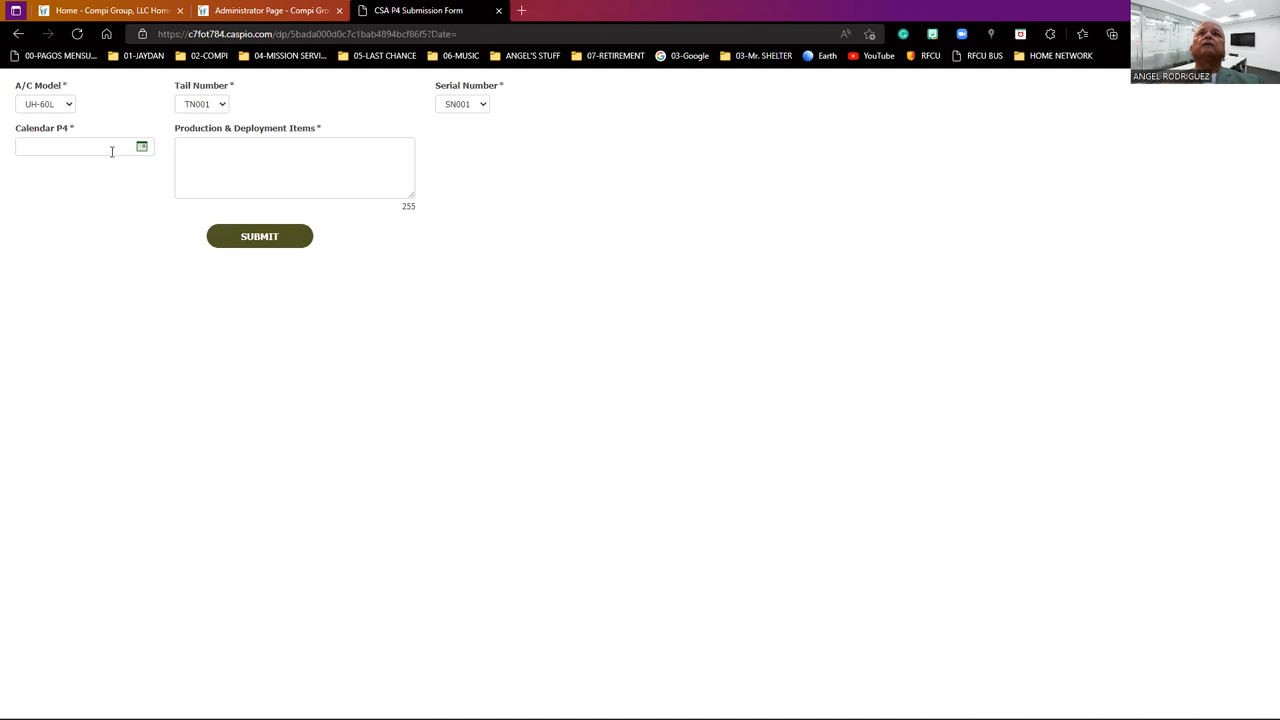 Home - Compi Group, LLC Hom
Administrator Page - Compi Gro
CSA P4 Submission Form
https://c7fot784.caspio.com/dp/5bada000d0c7c1bab4894bcf86f5?Date=
00-PAGOS MENSU...
01-JAYDAN
02-COMPI
04-MISSION SERVI...
05-LAST CHANCE
06-MUSIC
ANGEL'S STUFF
07-RETIREMENT
03-Google
03-Mr. SHELTER
Earth
YouTube
RFCU
RFCU BUS
HOME NETWORK
ANGEL RODRIGUEZ
A/C Model *
Tail Number *
Serial Number *
UH-60L
TN001
SN001
Calendar P4 *
Production & Deployment Items *
255
SUBMIT